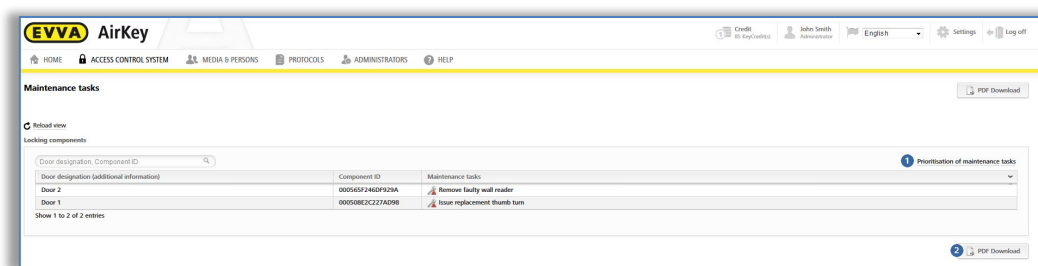 EVVA AirKey
Credit
85 KeyCredit(s)
John Smith
Administrator
English
Settings
Log off
HOME ACCESS CONTROL SYSTEM MEDIA & PERSONS PROTOCOLS ADMINISTRATORS HELP
Maintenance tasks
PDF Download
Reload view
Locking components
Door designation, Component ID
1 Prioritisation of maintenance tasks
Door designation (additional information) Component ID Maintenance tasks
Door 2 000565F246DF929A Remove faulty wall reader
Door 1 000508E2C227AD98 Issue replacement thumb turn
Show 1 to 2 of 2 entries
2 PDF Download